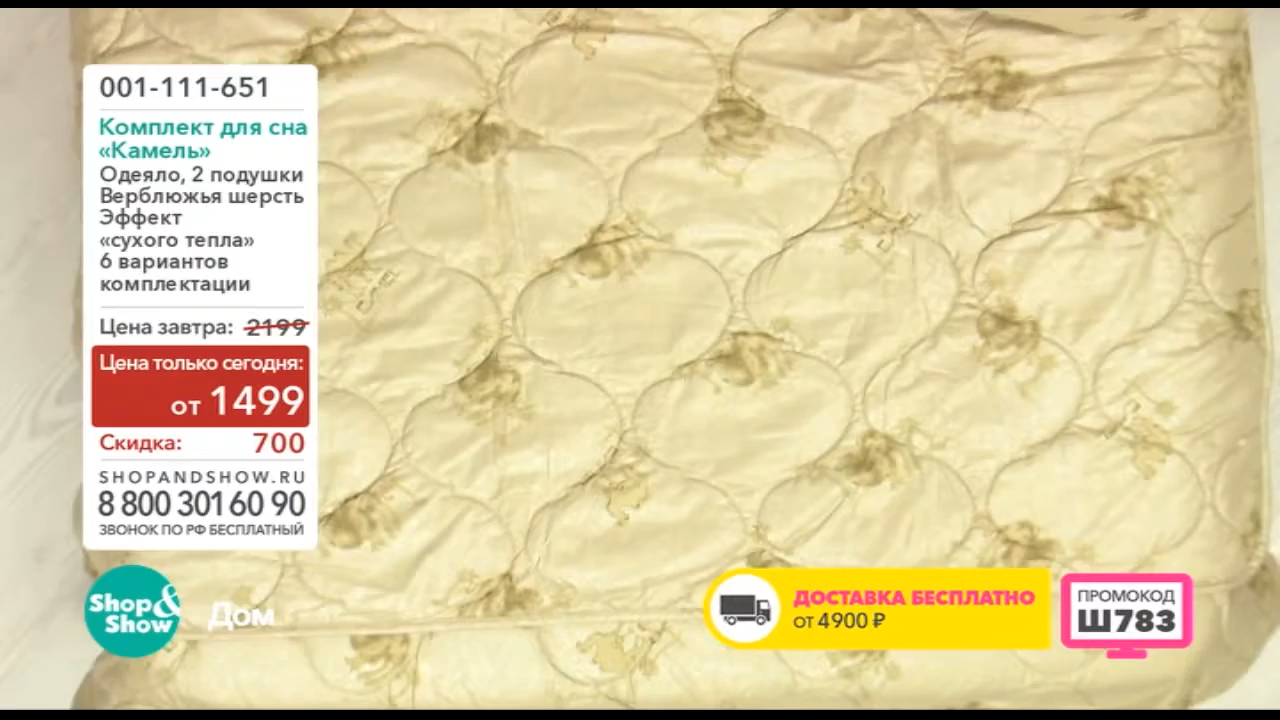 001-111-651
Комплект для сна
«Камель»
Одеяло, 2 подушки
Верблюжья шерсть
Эффект
«сухого тепла»
6 вариантов
комплектации
Цена завтра: 2199
Цена только сегодня:
от 1499
Скидка: 700
SHOPANDSHOW.RU
8 800 301 60 90
ЗВОНОК ПО РФ БЕСПЛАТНЫЙ
Shop&
Show
Дом
ДОСТАВКА БЕСПЛАТНО
от 4900 ₽
ПРОМОКОД
Ш783